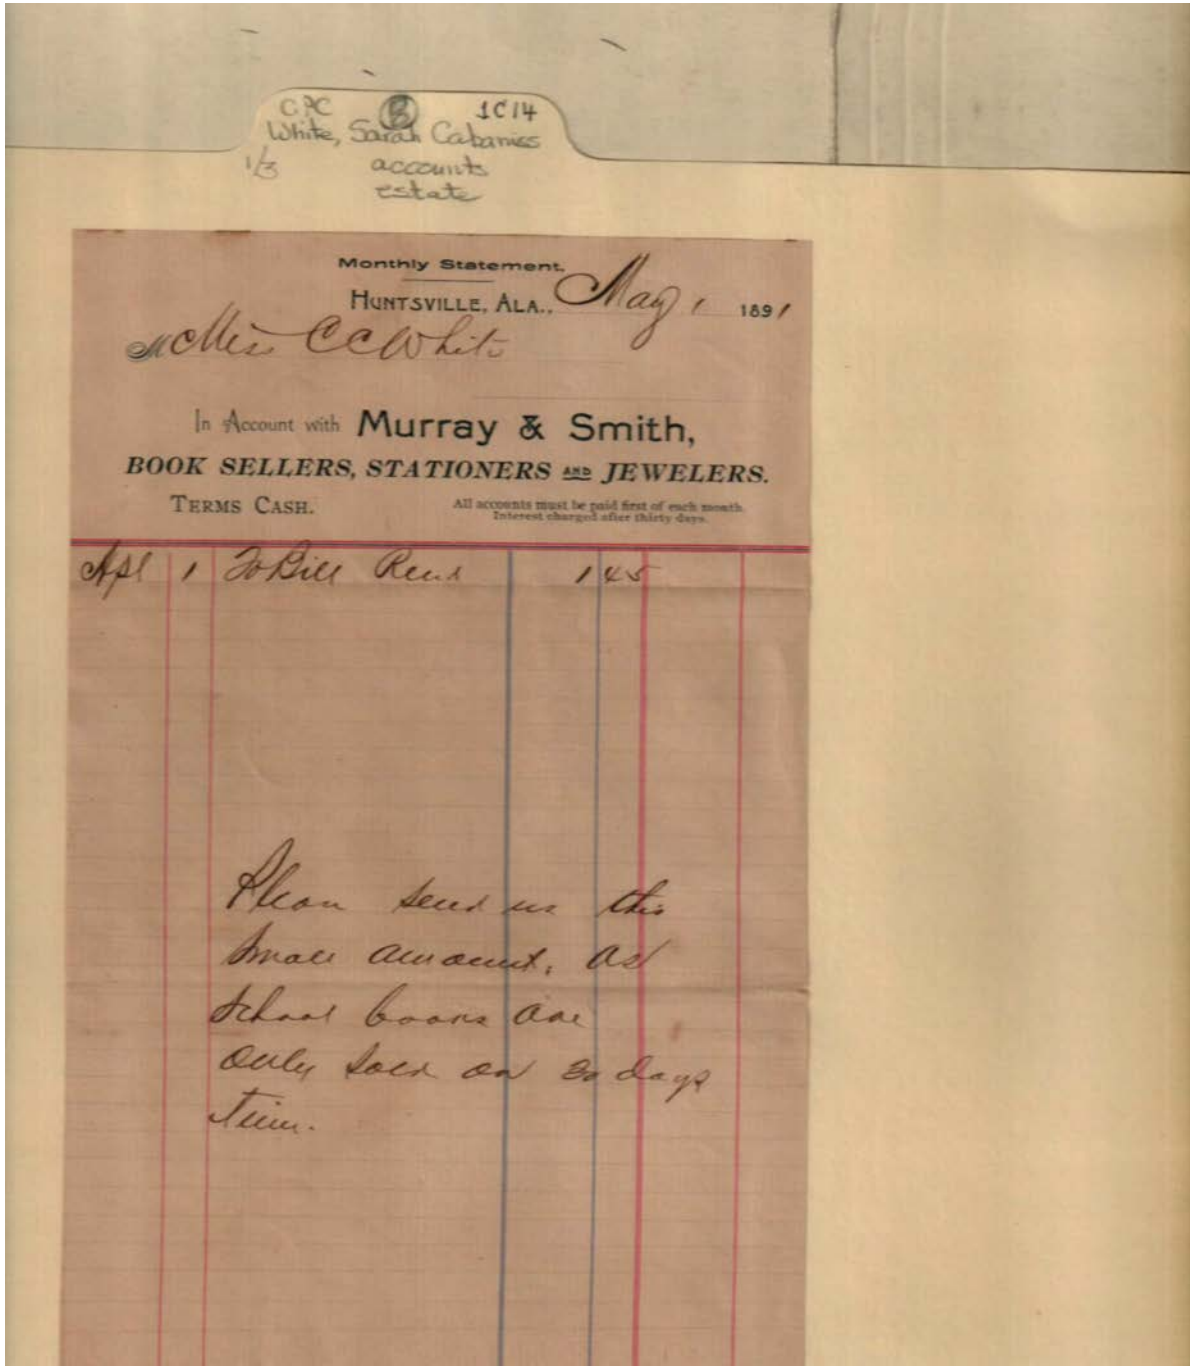 CPC B 1C14
White, Sarah Cabaniss
1/3 accounts
estate
Monthly Statement.
HUNTSVILLE, ALA., May 1 1891
M Miss C C White
In Account with Murray & Smith,
BOOK SELLERS, STATIONERS AND JEWELERS.
TERMS CASH. All accounts must be paid first of each month.
Interest charged after thirty days.
Apl 1 To Bill Rend 1 45
Please send us this
small amount, as
school books are
only sold on 30 days
time.